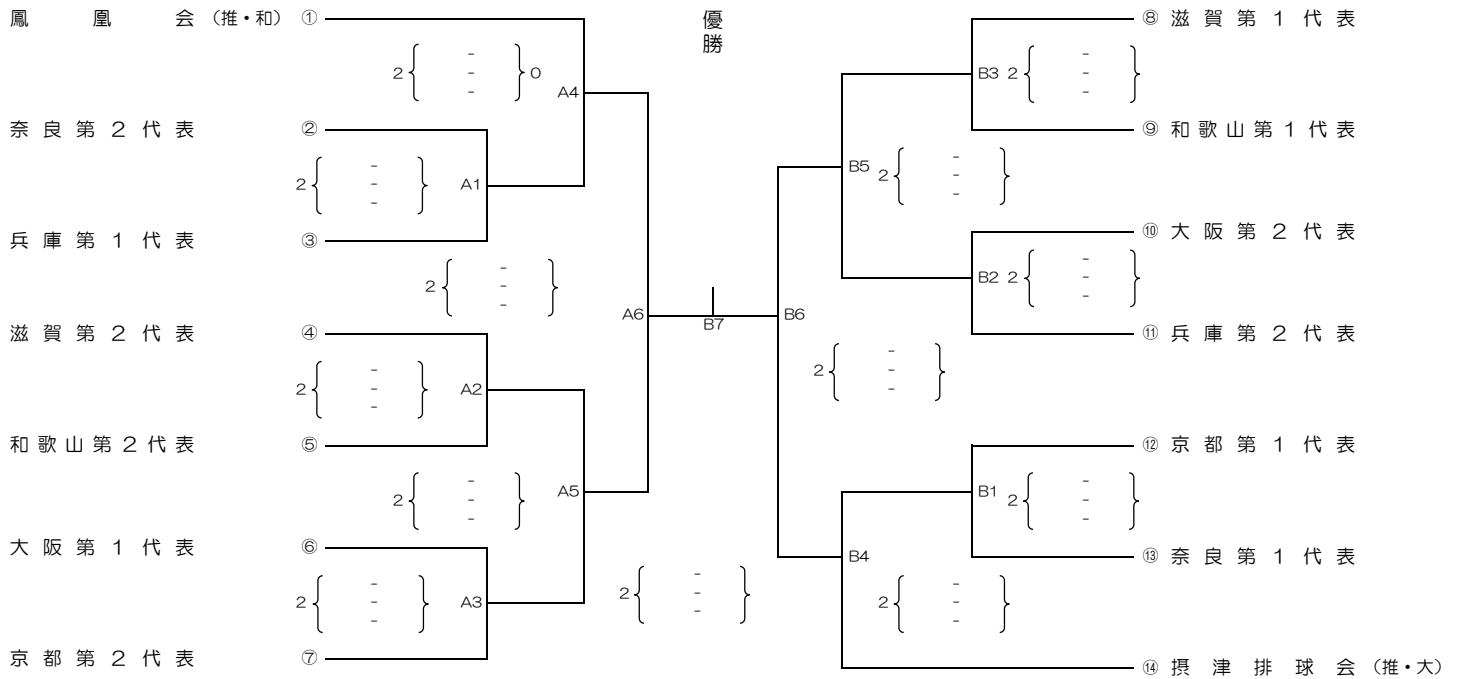 鳳凰会 （推・和） ①
奈良第２代表 ②
兵庫第１代表 ③
滋賀第２代表 ④
和歌山第２代表 ⑤
大阪第１代表 ⑥
京都第２代表 ⑦
2 { - - - } 0
A4
2 { - - - }
A1
2 { - - - }
2 { - - - }
A2
2 { - - - }
A5
2 { - - - }
A3
A6
優勝
B7
2 { - - - }
B6
2 { - - - }
B5 2 { - - - }
B3 2 { - - - }
B2 2 { - - - }
B1 2 { - - - }
B4
2 { - - - }
⑧ 滋賀第１代表
⑨ 和歌山第１代表
⑩ 大阪第２代表
⑪ 兵庫第２代表
⑫ 京都第１代表
⑬ 奈良第１代表
⑭ 摂津排球会 （推・大）